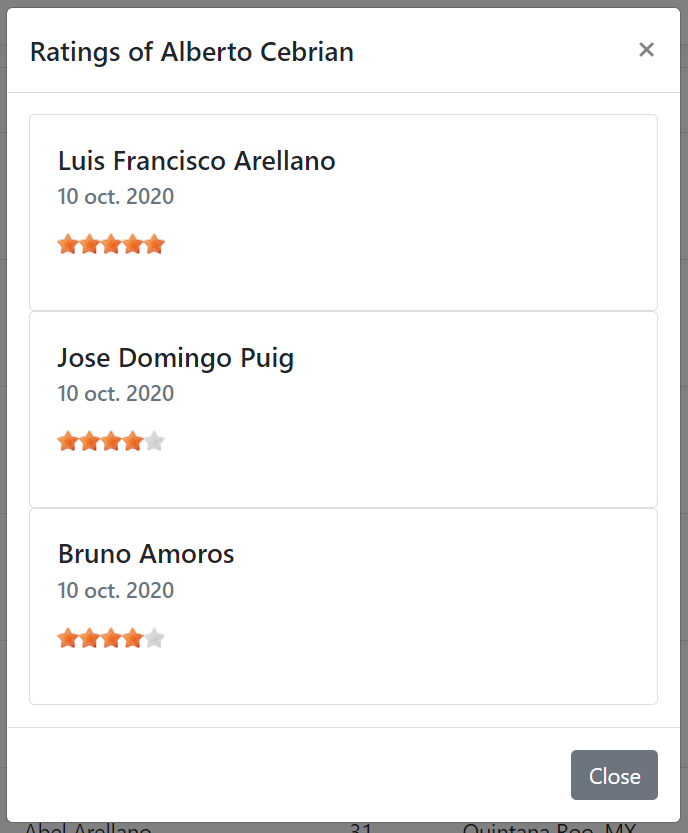 Ratings of Alberto Cebrian ×
Luis Francisco Arellano
10 oct. 2020
Jose Domingo Puig
10 oct. 2020
Bruno Amoros
10 oct. 2020
Close
Abel Arellano 31 Quintana Roo, MX